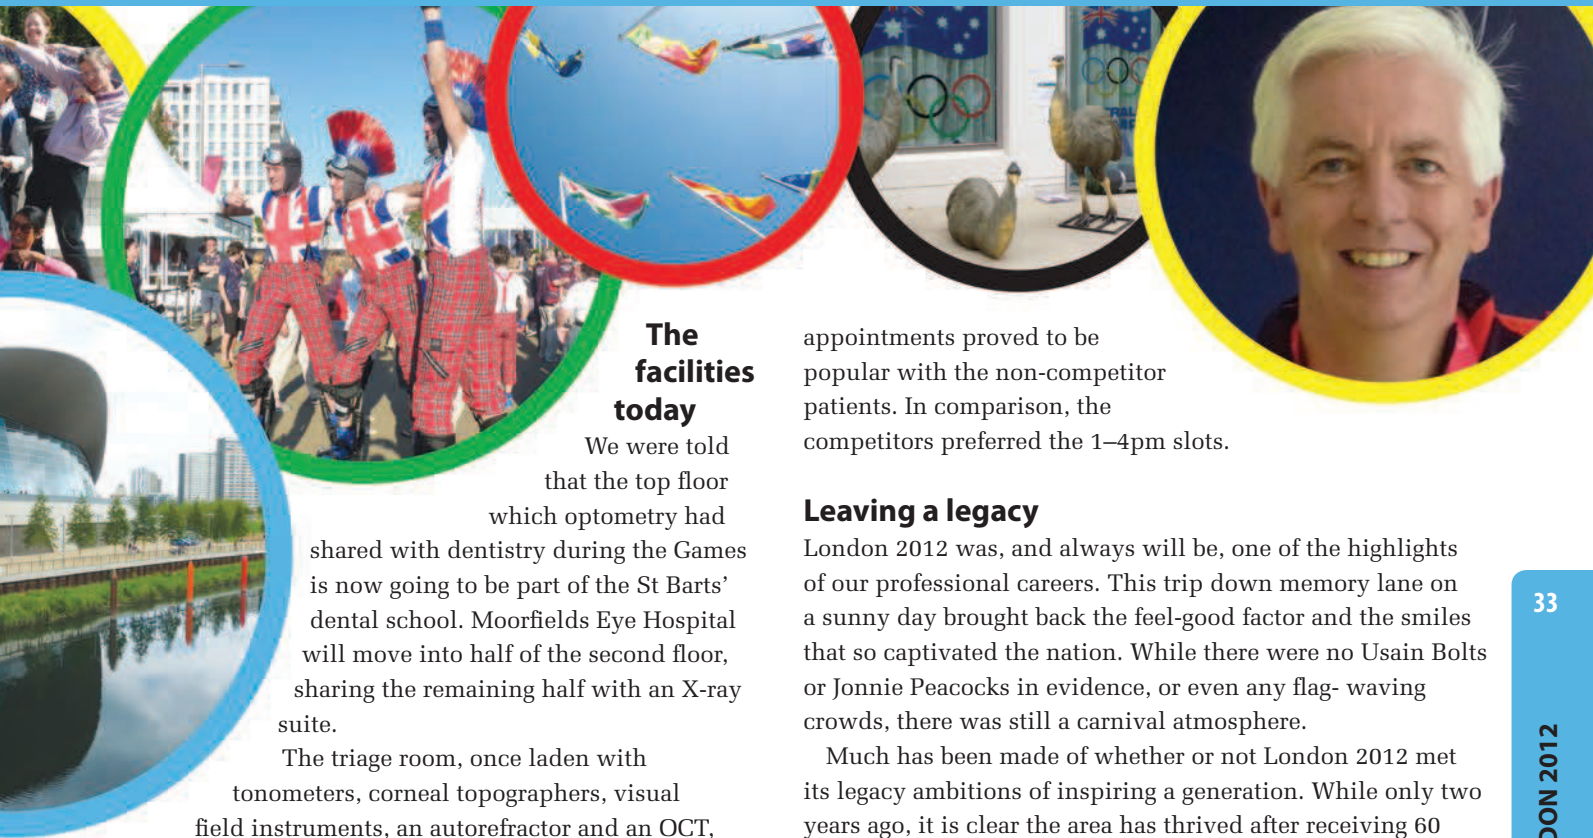 The
facilities
today
We were told
that the top floor
which optometry had
shared with dentistry during the Games
is now going to be part of the St Barts’
dental school. Moorfields Eye Hospital
will move into half of the second floor,
sharing the remaining half with an X-ray
suite.
The triage room, once laden with
tonometers, corneal topographers, visual
field instruments, an autorefractor and an OCT,
appointments proved to be
popular with the non-competitor
patients. In comparison, the
competitors preferred the 1–4pm slots.
Leaving a legacy
London 2012 was, and always will be, one of the highlights
of our professional careers. This trip down memory lane on
a sunny day brought back the feel-good factor and the smiles
that so captivated the nation. While there were no Usain Bolts
or Jonnie Peacocks in evidence, or even any flag- waving
crowds, there was still a carnival atmosphere.
Much has been made of whether or not London 2012 met
its legacy ambitions of inspiring a generation. While only two
years ago, it is clear the area has thrived after receiving 60
33
DON 2012